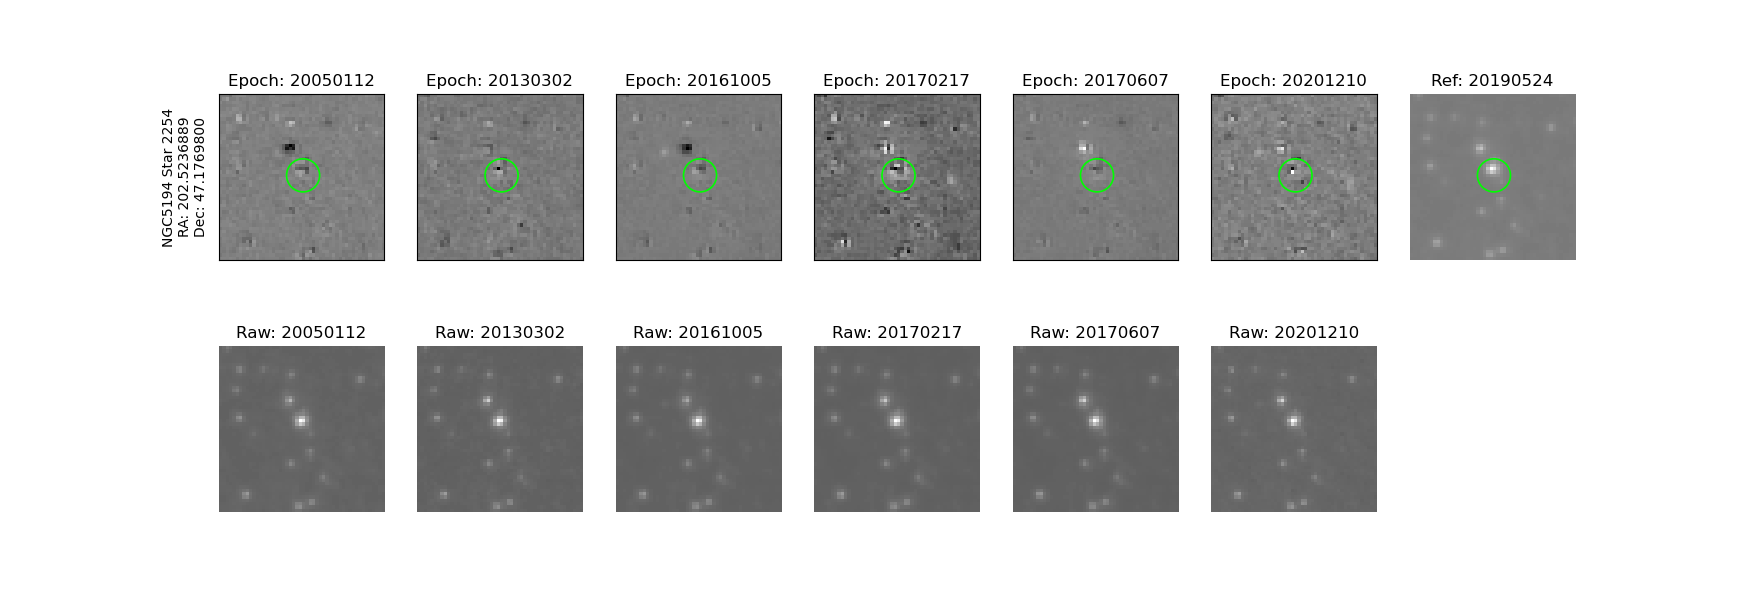 NGC5194 Star 2254
RA: 202.5236889
Dec: 47.1769800
Epoch: 20050112
Epoch: 20130302
Epoch: 20161005
Epoch: 20170217
Epoch: 20170607
Epoch: 20201210
Ref: 20190524
Raw: 20050112
Raw: 20130302
Raw: 20161005
Raw: 20170217
Raw: 20170607
Raw: 20201210